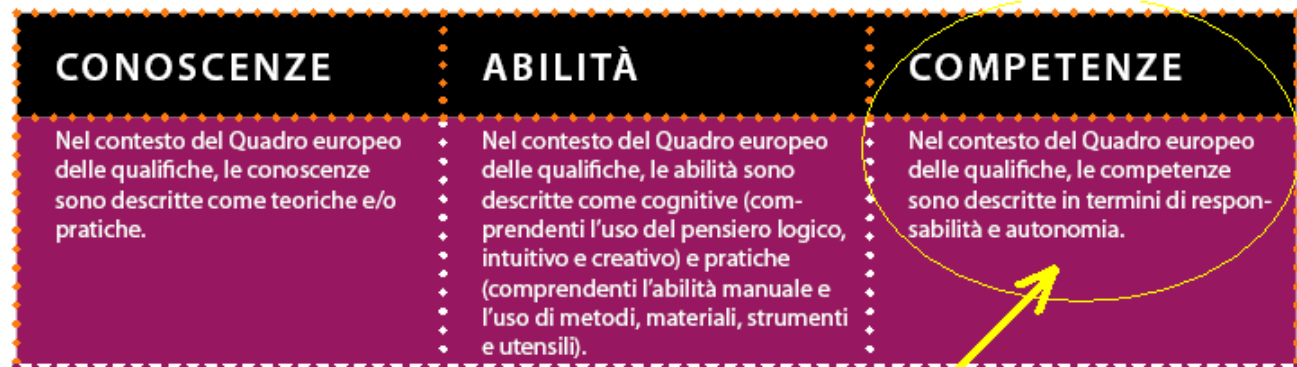 CONOSCENZE
Nel contesto del Quadro europeo
delle qualifiche, le conoscenze
sono descritte come teoriche e/o
pratiche.
ABILITÀ
Nel contesto del Quadro europeo
delle qualifiche, le abilità sono
descritte come cognitive (com-
prendenti l'uso del pensiero logico,
intuitivo e creativo) e pratiche
(comprendenti l'abilità manuale e
l'uso di metodi, materiali, strumenti
e utensili).
COMPETENZE
Nel contesto del Quadro europeo
delle qualifiche, le competenze
sono descritte in termini di respon-
sabilità e autonomia.